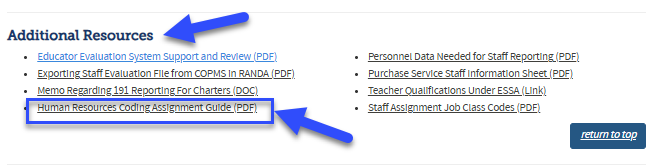 Additional Resources
Educator Evaluation System Support and Review (PDF)
Exporting Staff Evaluation File from COPMS in RANDA (PDF)
Memo Regarding 191 Reporting For Charters (DOC)
Human Resources Coding Assignment Guide (PDF)
Personnel Data Needed for Staff Reporting (PDF)
Purchase Service Staff Information Sheet (PDF)
Teacher Qualifications Under ESSA (Link)
Staff Assignment Job Class Codes (PDF)
return to top